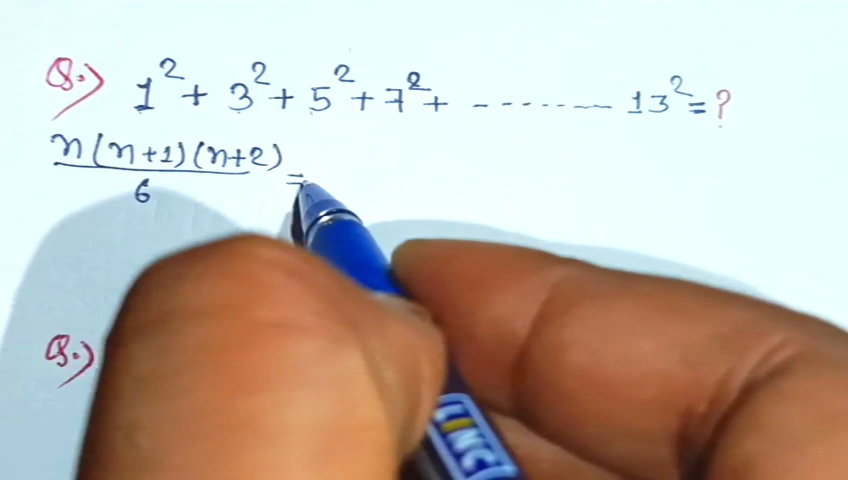 Q.) 1² + 3² + 5² + 7² + ------- 13² = ?
n(n+1)(n+2)/6 =
Q.)
LINC